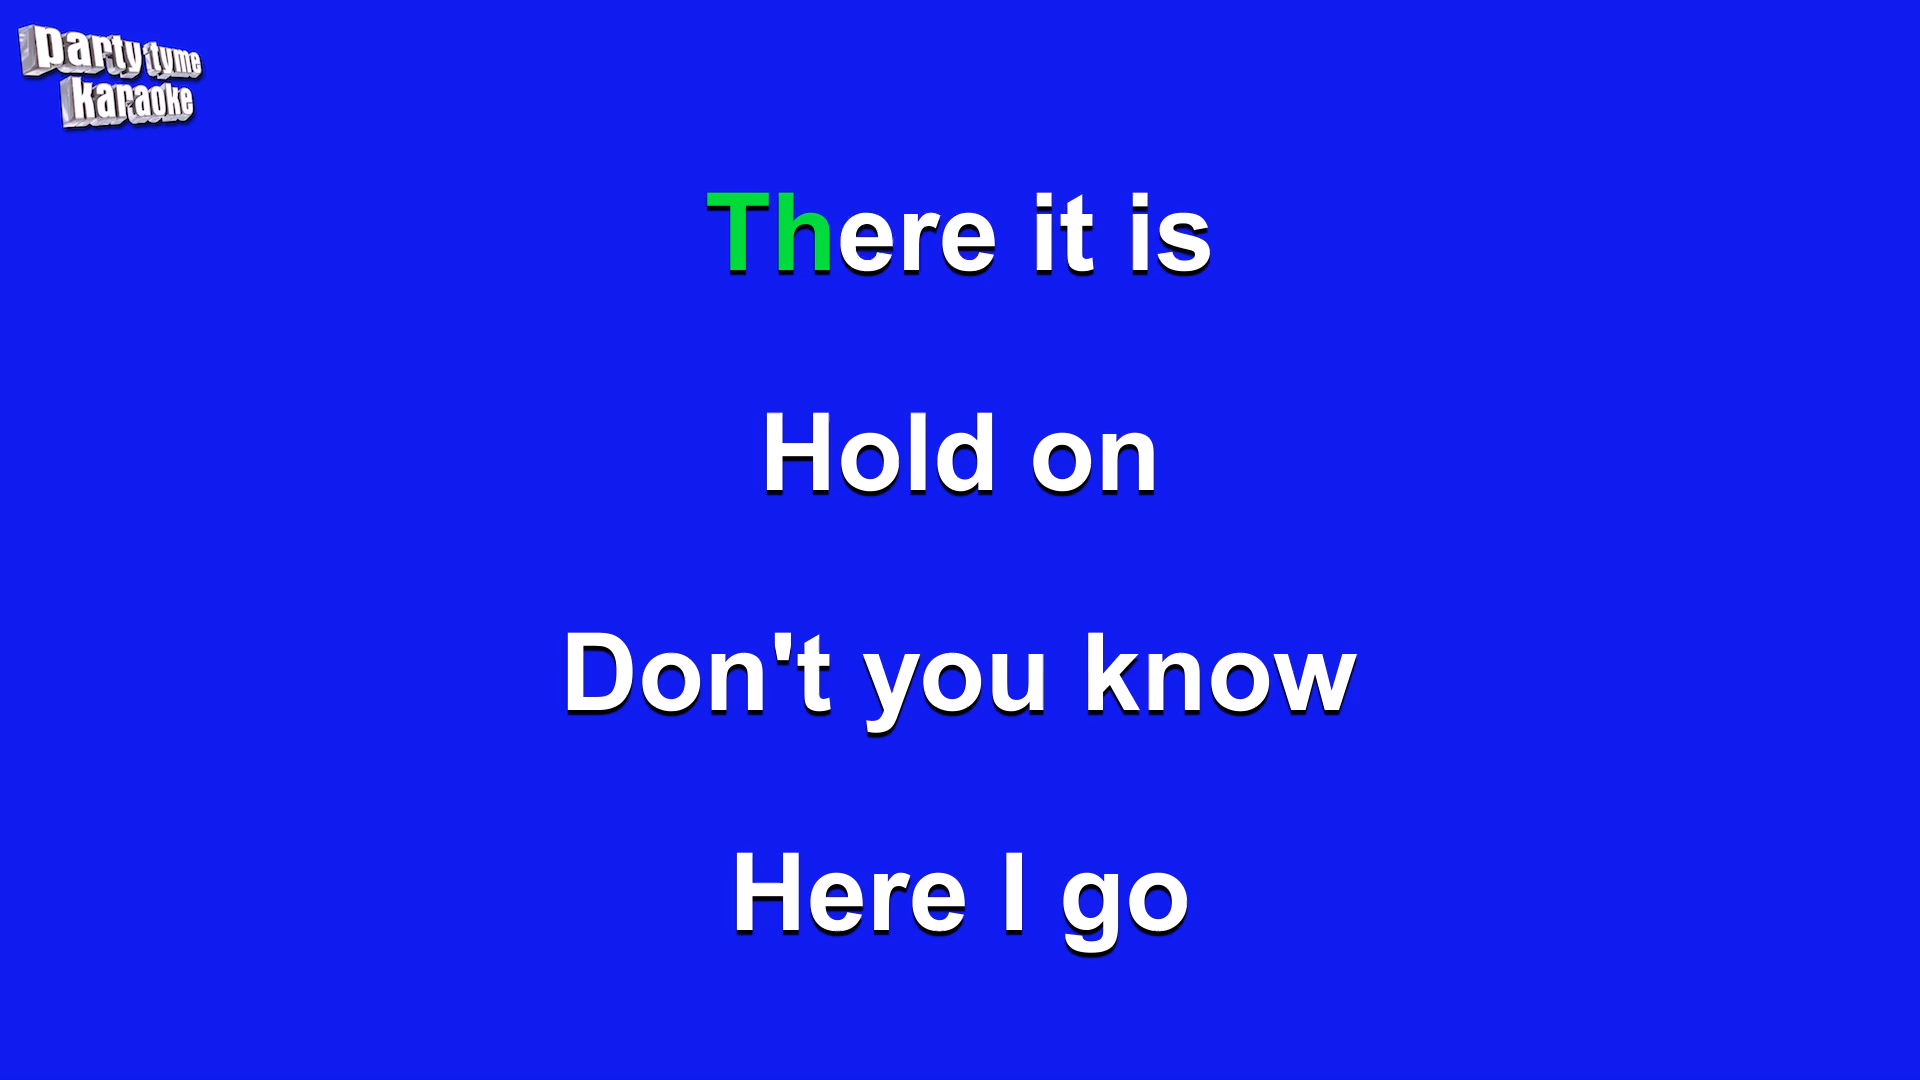 party tyme
karaoke
There it is
Hold on
Don't you know
Here I go